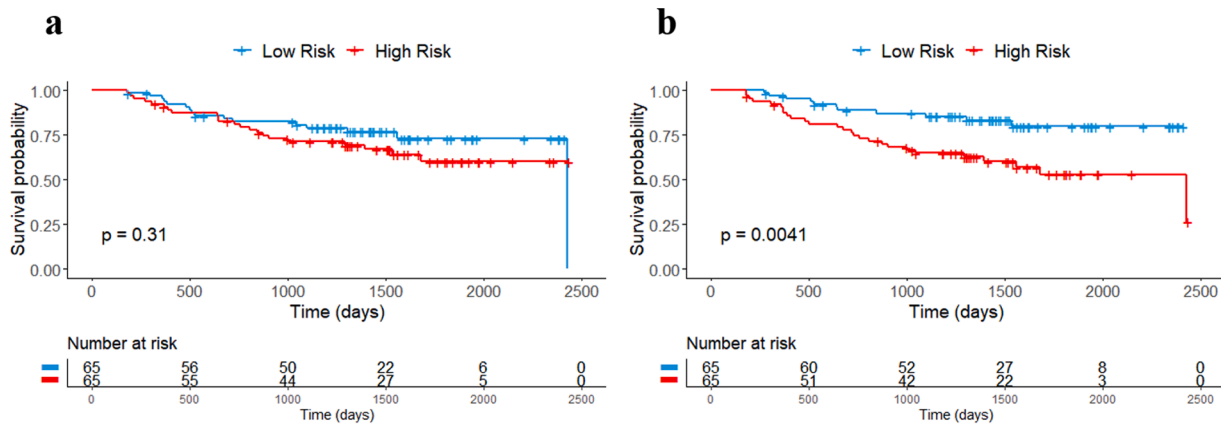 a
Low Risk High Risk
Survival probability
1.00
0.75
0.50
0.25
0.00
p = 0.31
0 500 1000 1500 2000 2500
Time (days)
Number at risk
65 56 50 22 6 0
65 55 44 27 5 0
0 500 1000 1500 2000 2500
Time (days)
b
Low Risk High Risk
Survival probability
1.00
0.75
0.50
0.25
0.00
p = 0.0041
0 500 1000 1500 2000 2500
Time (days)
Number at risk
65 60 52 27 8 0
65 51 42 22 3 0
0 500 1000 1500 2000 2500
Time (days)